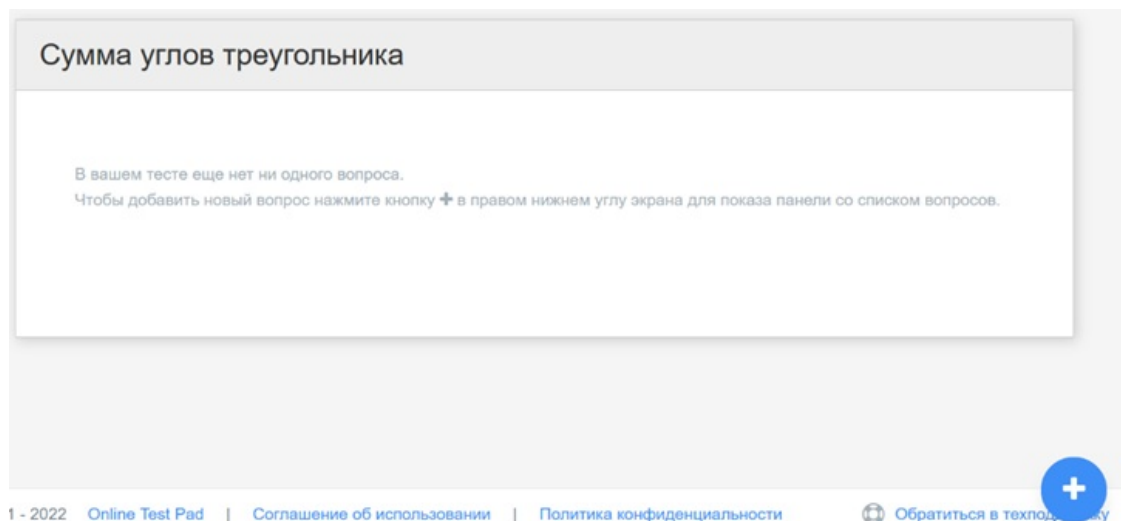 Сумма углов треугольника
В вашем тесте еще нет ни одного вопроса.
Чтобы добавить новый вопрос нажмите кнопку + в правом нижнем углу экрана для показа панели со списком вопросов.
1 - 2022 Online Test Pad | Соглашение об использовании | Политика конфиденциальности Обратиться в